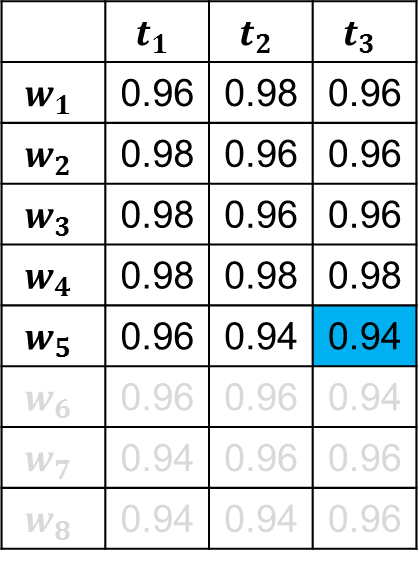 t₁ t₂ t₃
w₁ 0.96 0.98 0.96
w₂ 0.98 0.96 0.96
w₃ 0.98 0.96 0.96
w₄ 0.98 0.98 0.98
w₅ 0.96 0.94 0.94
w₆ 0.96 0.96 0.94
w₇ 0.94 0.96 0.96
w₈ 0.94 0.94 0.96